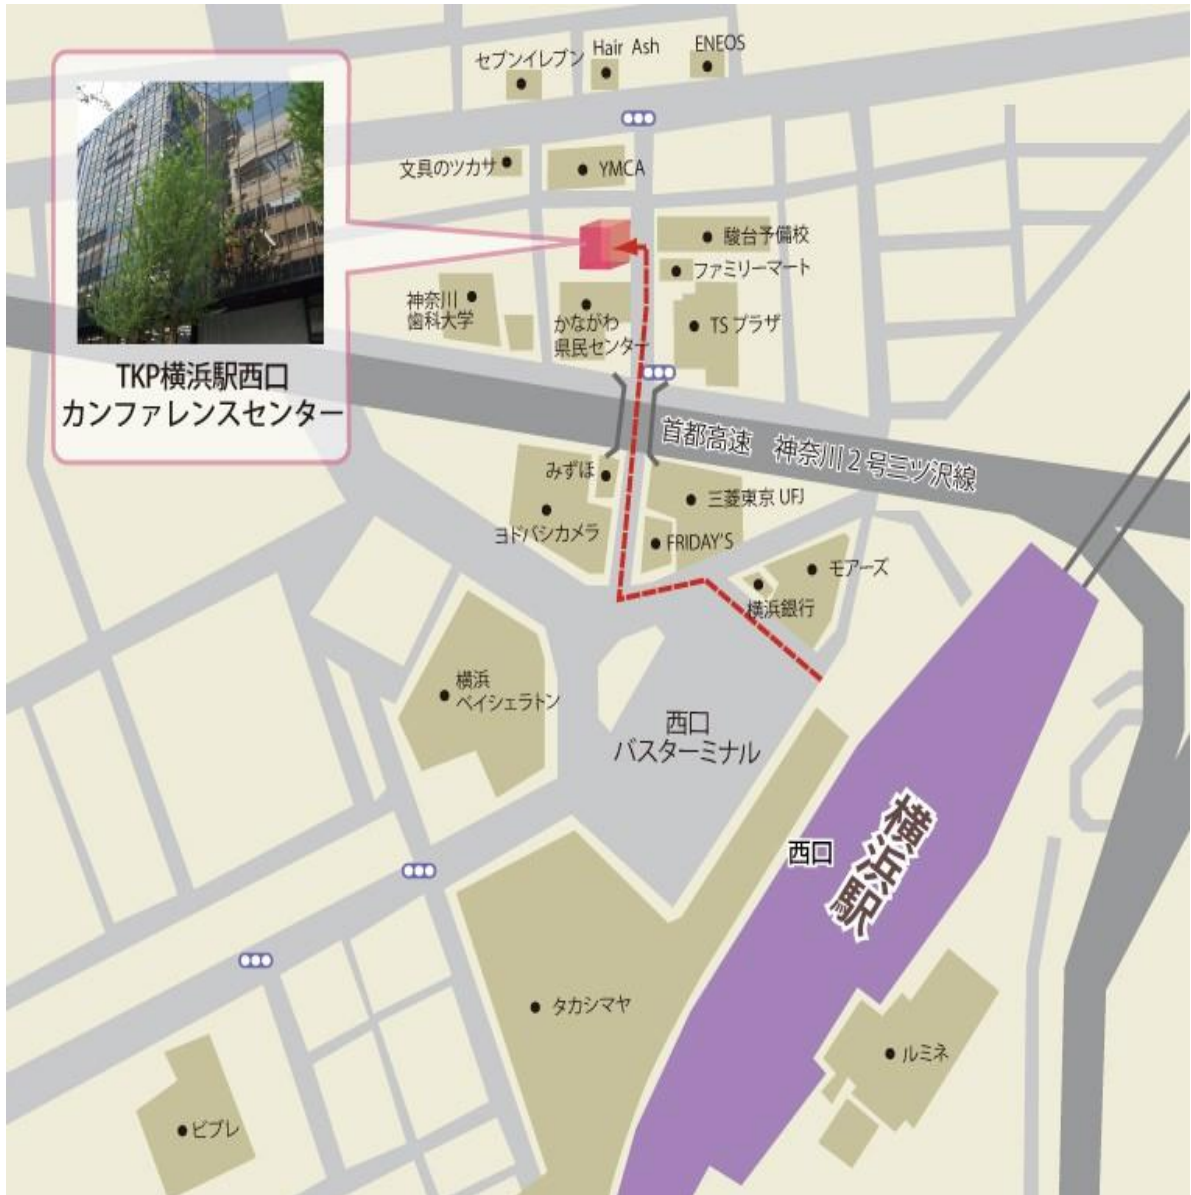 セブンイレブン
Hair Ash
ENEOS
文具のツカサ
YMCA
駿台予備校
ファミリーマート
神奈川
歯科大学
かながわ
県民センター
TSプラザ
TKP横浜駅西口
カンファレンスセンター
首都高速 神奈川2号三ツ沢線
みずほ
三菱東京UFJ
ヨドバシカメラ
FRIDAY'S
モアーズ
横浜銀行
横浜
ベイシェラトン
西口
バスターミナル
西口
横浜駅
タカシマヤ
ルミネ
ビブレ